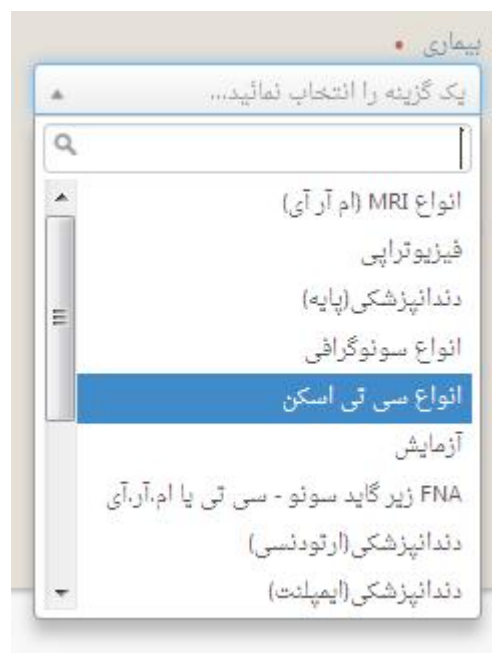 بیماری •
یک گزینه را انتخاب نمائید...
انواع MRI (ام آر آی)
فیزیوتراپی
دندانپزشکی(پایه)
انواع سونوگرافی
انواع سی تی اسکن
آزمایش
FNA زیر گاید سونو - سی تی یا ام.آر.آی
دندانپزشکی(ارتودنسی)
دندانپزشکی(ایمپلنت)